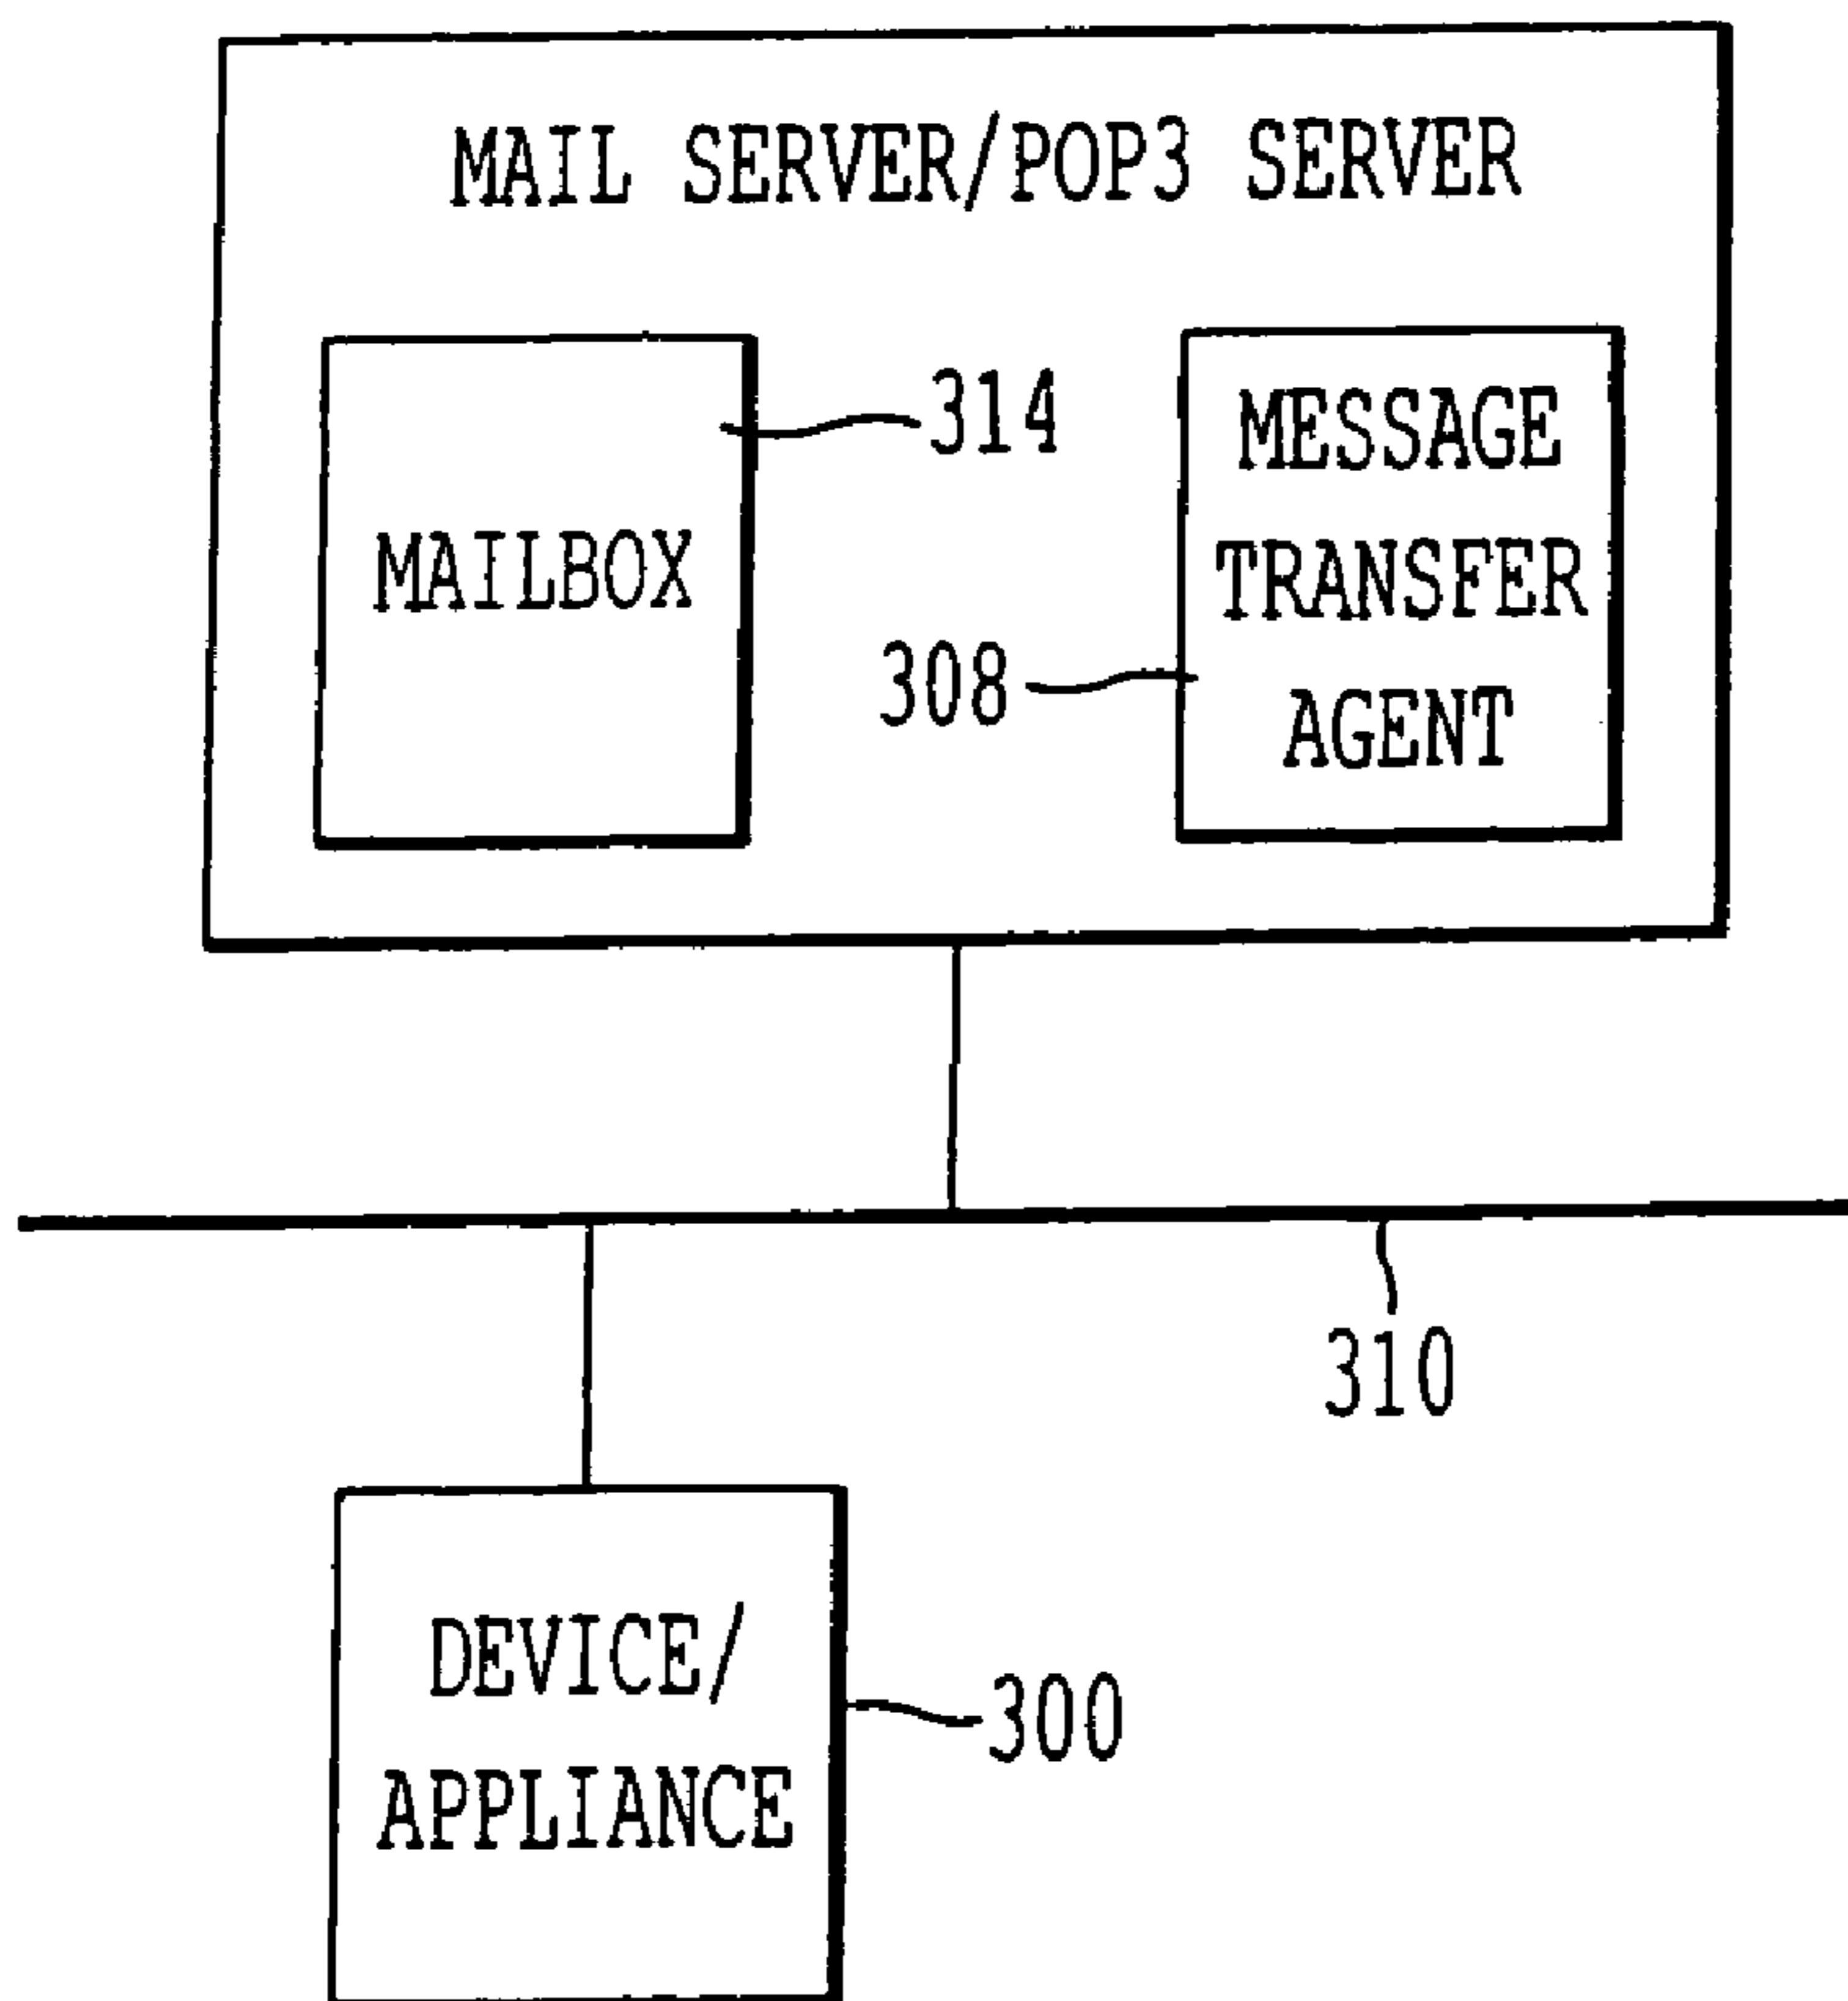 MAIL SERVER/POP3 SERVER
314
MAILBOX
MESSAGE
TRANSFER
AGENT
308
310
DEVICE/
APPLIANCE
300